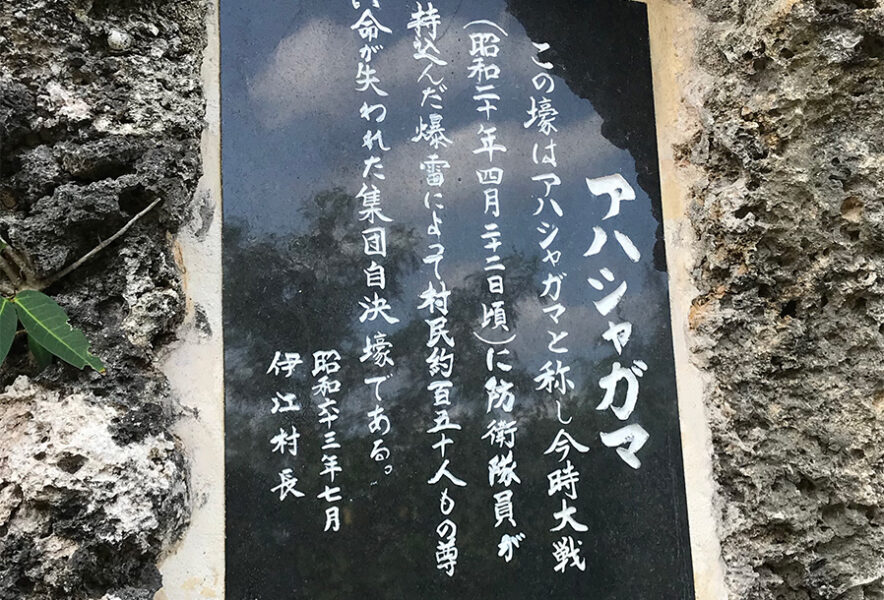 アハシャガマ
この壕はアハシャガマと称し今時大戦
(昭和二十年四月二十二日頃)に防衛隊員が
持込んだ爆雷によって村民約百五十人もの尊
い命が失われた集団自決壕である。
昭和六十三年七月
伊江村長